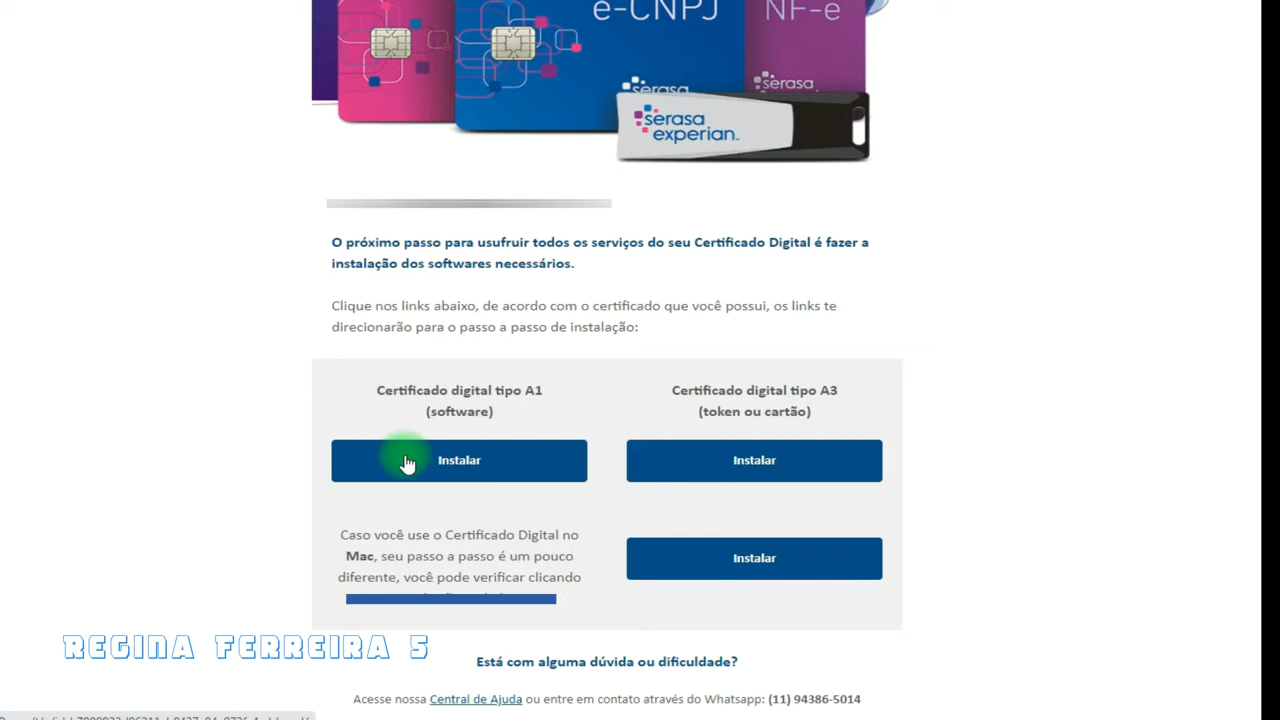 e-CNPJ
NF-e
serasa
serasa
serasa
experian
O próximo passo para usufruir todos os serviços do seu Certificado Digital é fazer a
instalação dos softwares necessários.
Clique nos links abaixo, de acordo com o certificado que você possui, os links te
direcionarão para o passo a passo de instalação:
Certificado digital tipo A1
(software)
Certificado digital tipo A3
(token ou cartão)
Instalar
Instalar
Caso você use o Certificado Digital no
Mac, seu passo a passo é um pouco
diferente, você pode verificar clicando
Instalar
REGINA FERREIRA S
Está com alguma dúvida ou dificuldade?
Acesse nossa Central de Ajuda ou entre em contato através do Whatsapp: (11) 94386-5014